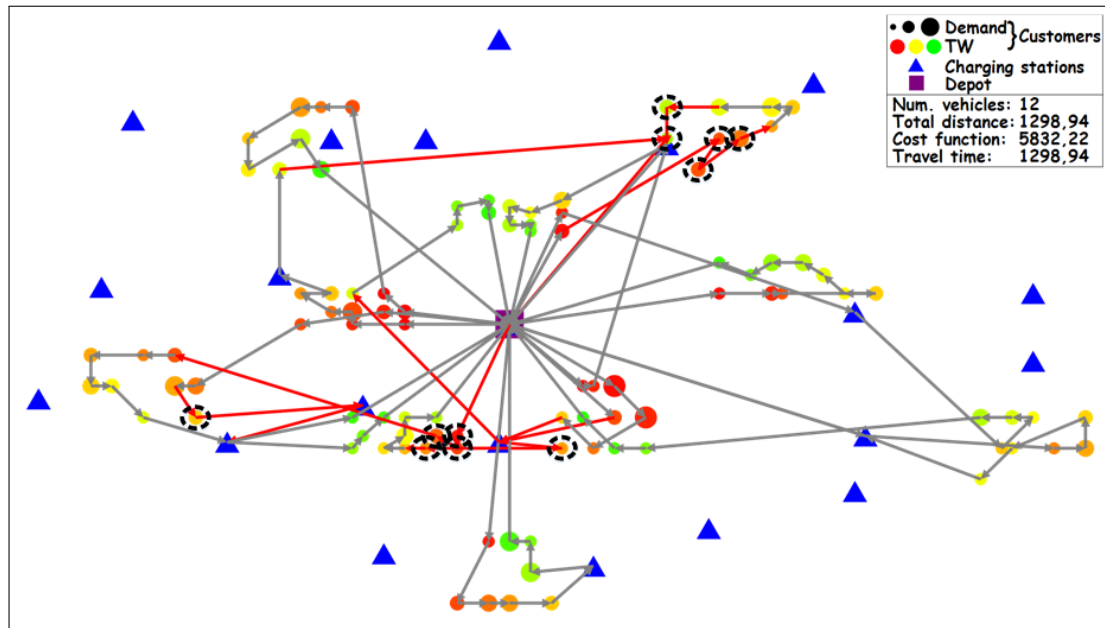 Demand
TW
Customers
Charging stations
Depot
Num. vehicles: 12
Total distance: 1298,94
Cost function: 5832,22
Travel time: 1298,94